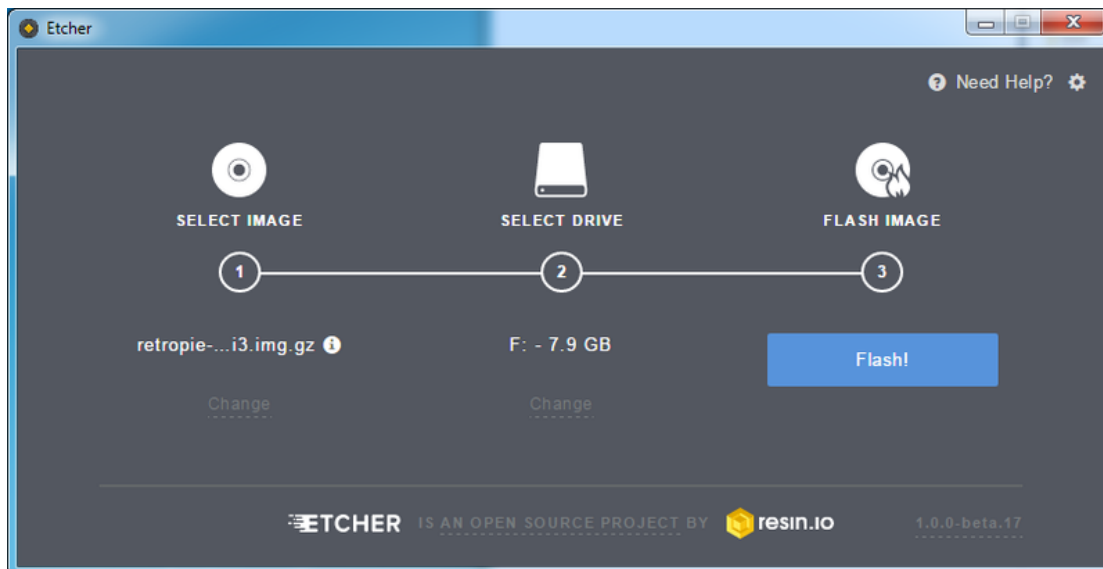 Etcher
Need Help?
SELECT IMAGE
SELECT DRIVE
FLASH IMAGE
1
2
3
retropie-...i3.img.gz
F: - 7.9 GB
Flash!
Change
Change
ETCHER IS AN OPEN SOURCE PROJECT BY resin.io 1.0.0-beta.17